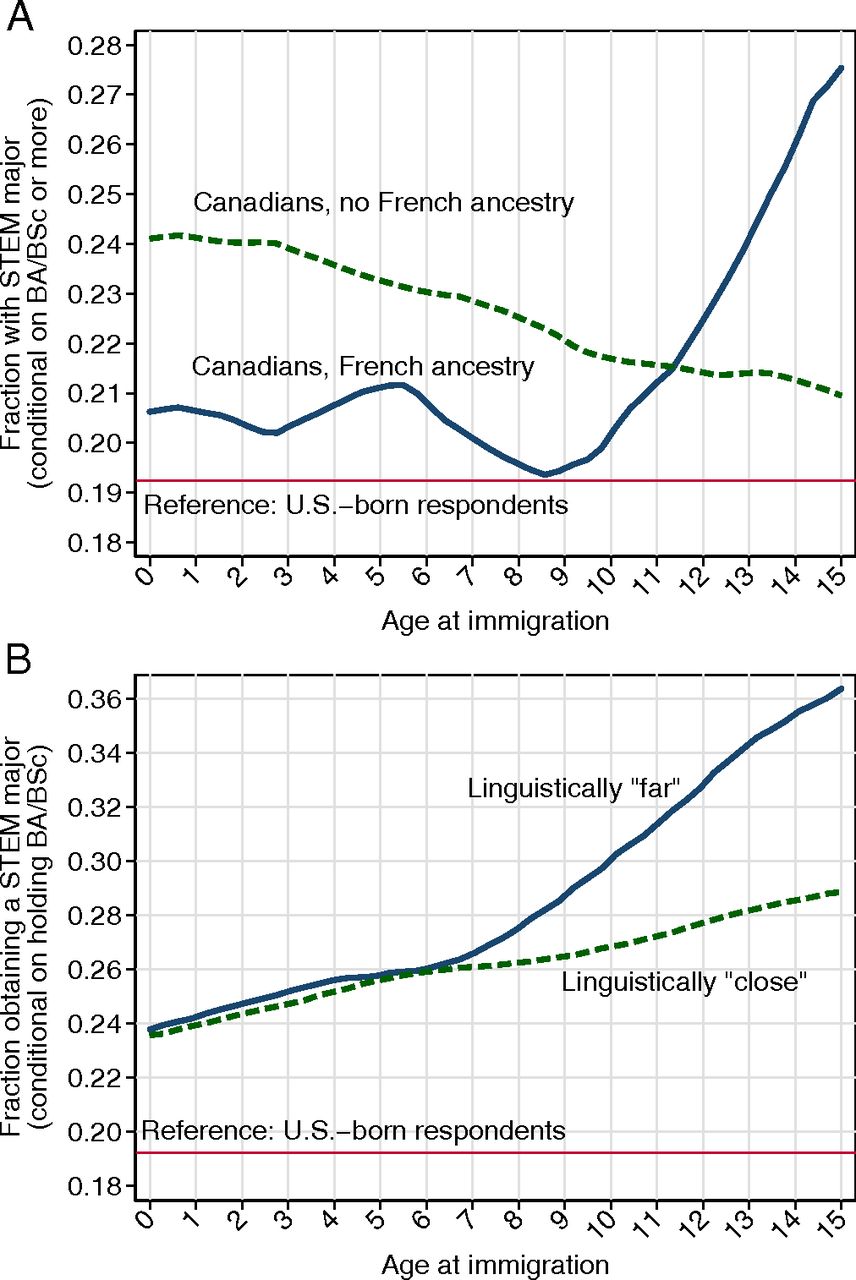 A
Fraction with STEM major
(conditional on BA/BSc or more)
0.28
0.27
0.26
0.25
0.24
0.23
0.22
0.21
0.20
0.19
0.18
Canadians, no French ancestry
Canadians, French ancestry
Reference: U.S.–born respondents
0 1 2 3 4 5 6 7 8 9 10 11 12 13 14 15
Age at immigration
B
Fraction obtaining a STEM major
(conditional on holding BA/BSc)
0.36
0.34
0.32
0.30
0.28
0.26
0.24
0.22
0.20
0.18
Linguistically "far"
Linguistically "close"
Reference: U.S.–born respondents
0 1 2 3 4 5 6 7 8 9 10 11 12 13 14 15
Age at immigration